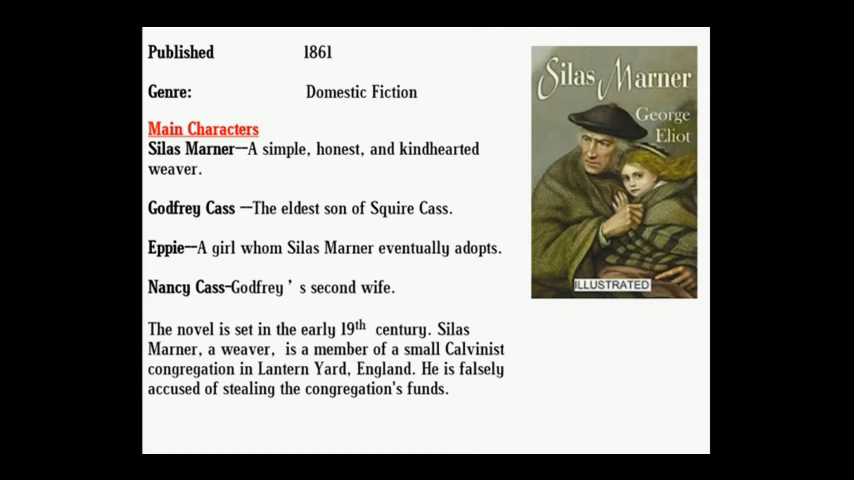 Published 1861
Genre: Domestic Fiction
Main Characters
Silas Marner—A simple, honest, and kindhearted
weaver.
Godfrey Cass —The eldest son of Squire Cass.
Eppie—A girl whom Silas Marner eventually adopts.
Nancy Cass-Godfrey ’ s second wife.
The novel is set in the early 19th century. Silas
Marner, a weaver, is a member of a small Calvinist
congregation in Lantern Yard, England. He is falsely
accused of stealing the congregation's funds.
Silas Marner
George
Eliot
ILLUSTRATED